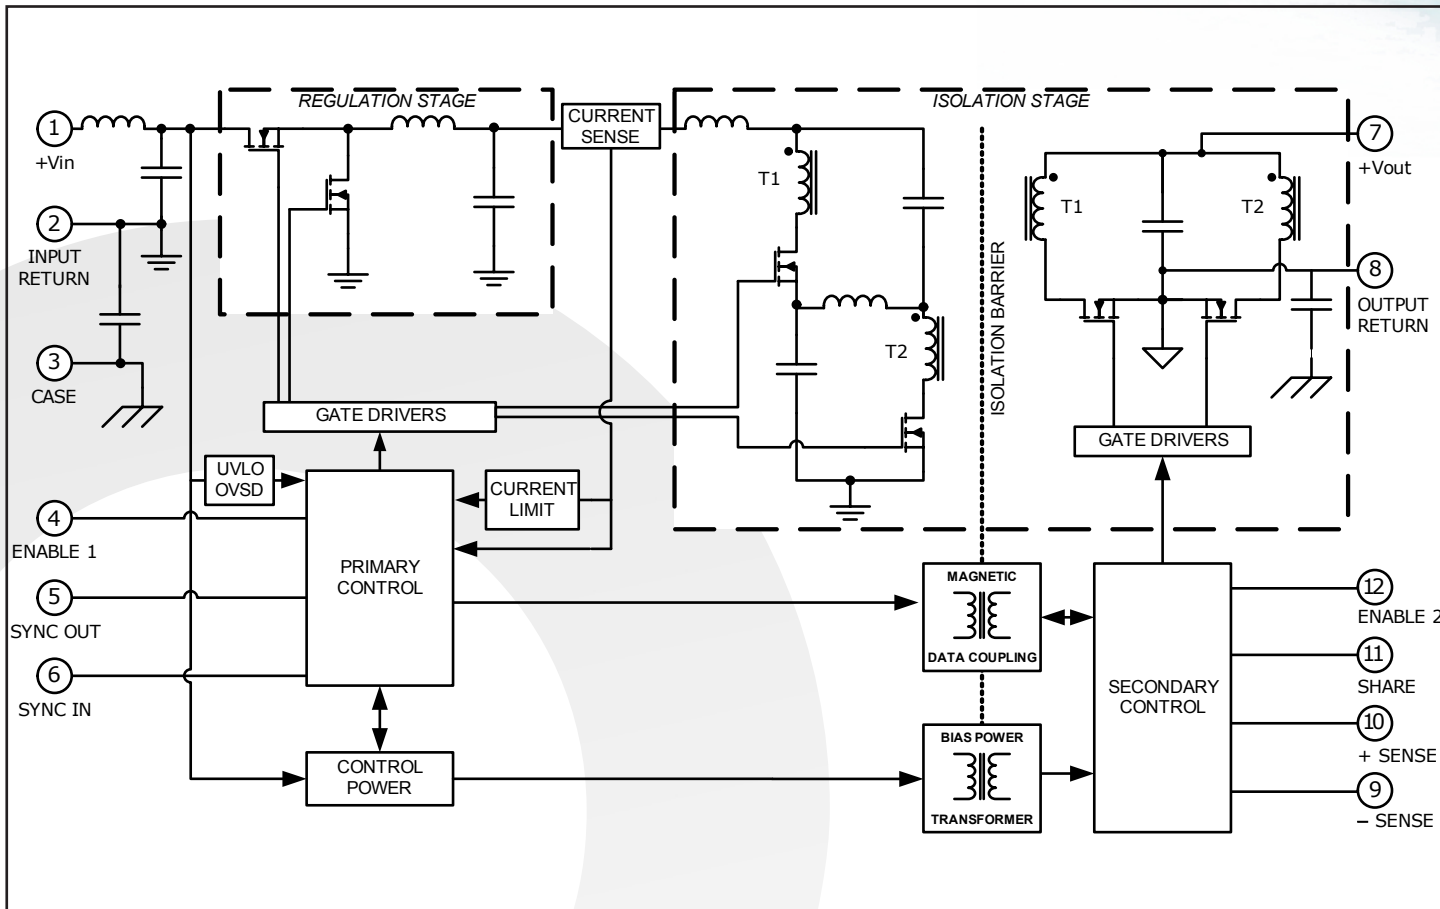 REGULATION STAGE
ISOLATION STAGE
1
+Vin
CURRENT
SENSE
7
+Vout
T1
T1
T2
2
INPUT
RETURN
ISOLATION BARRIER
8
OUTPUT
RETURN
3
CASE
T2
GATE DRIVERS
GATE DRIVERS
UVLO
OVSD
CURRENT
LIMIT
4
ENABLE 1
PRIMARY
CONTROL
5
SYNC OUT
MAGNETIC
DATA COUPLING
12
ENABLE 2
6
SYNC IN
SECONDARY
CONTROL
11
SHARE
10
+ SENSE
CONTROL
POWER
BIAS POWER
TRANSFORMER
9
– SENSE